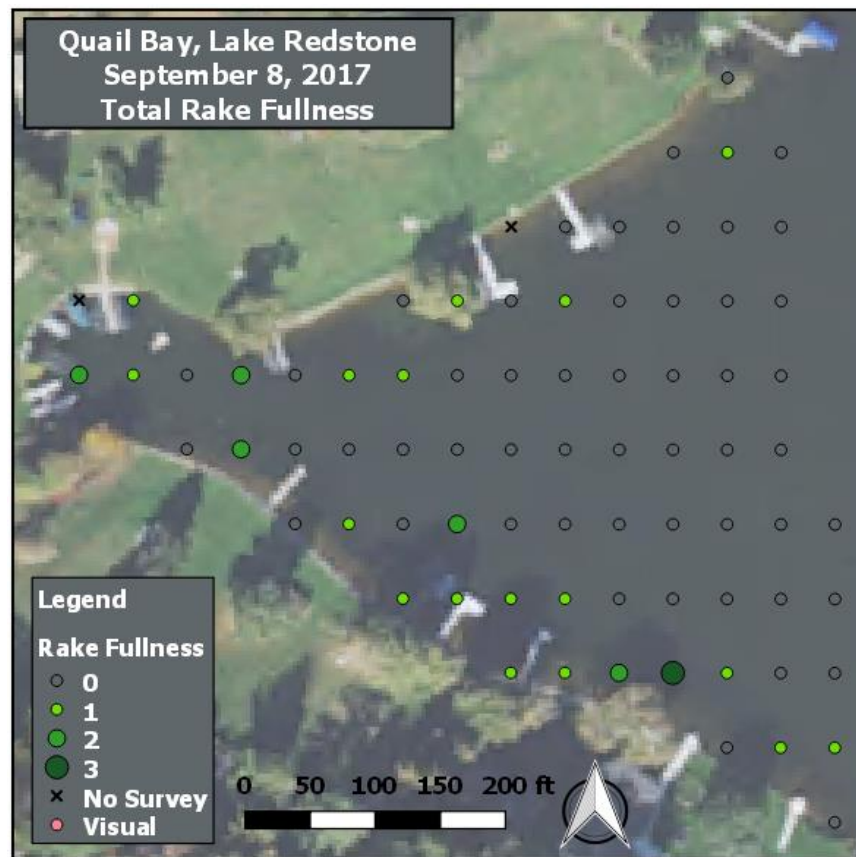 Quail Bay, Lake Redstone
September 8, 2017
Total Rake Fullness
Legend
Rake Fullness
0
1
2
3
No Survey
Visual
0 50 100 150 200 ft